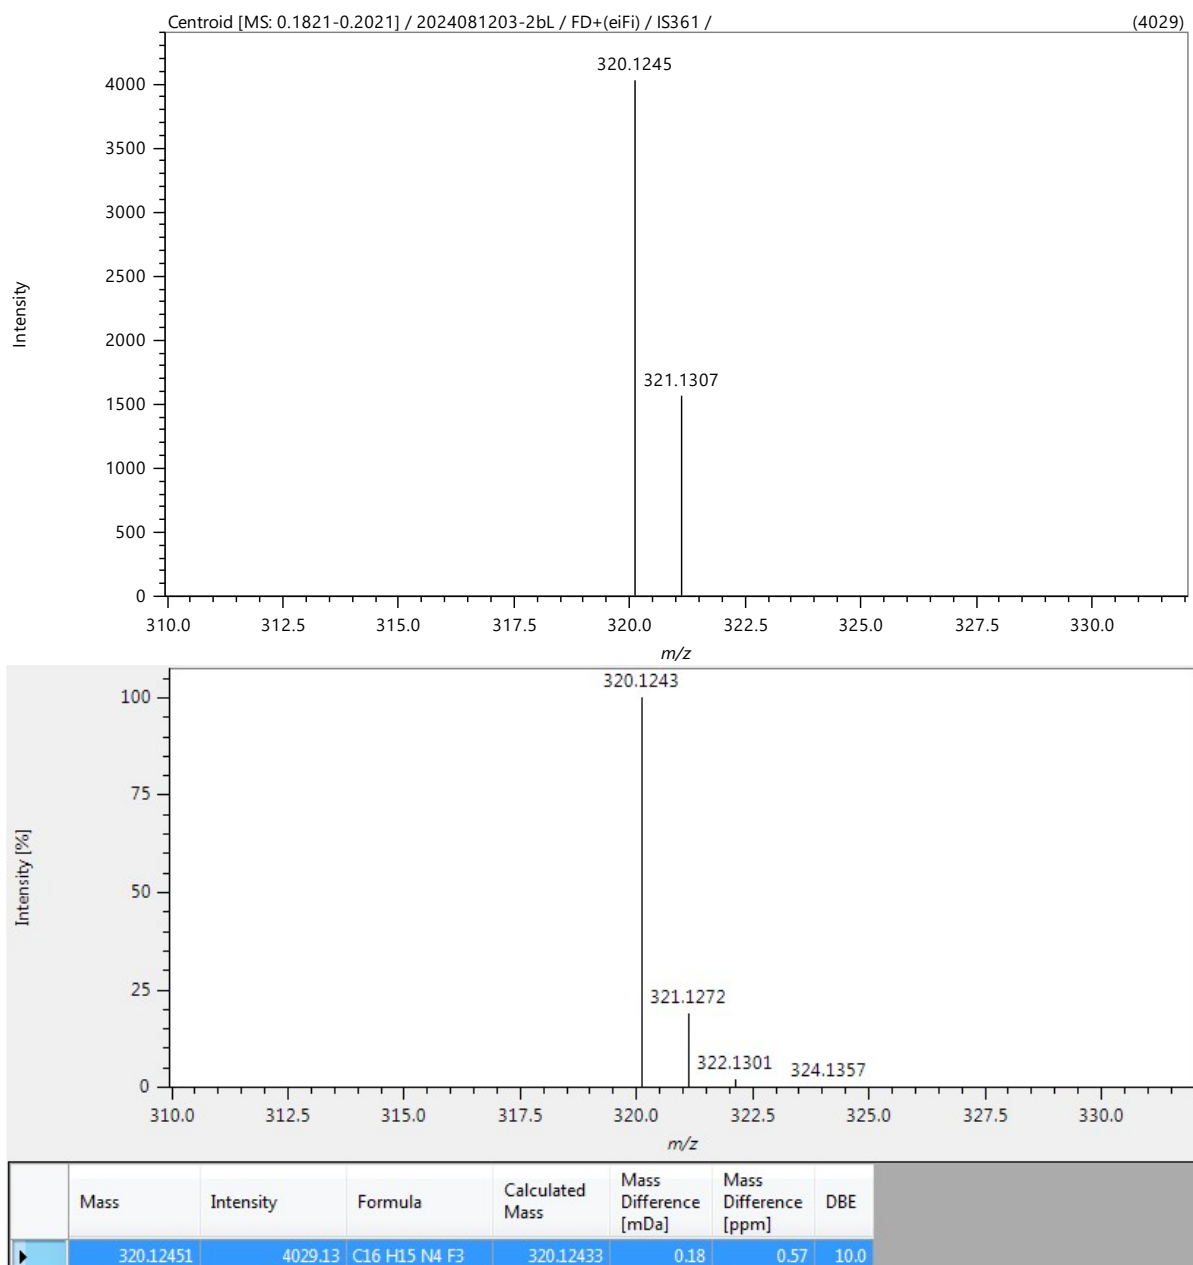 Centroid [MS: 0.1821-0.2021] / 2024081203-2bL / FD+(eiFi) / IS361 / (4029)
320.1245
4000
3500
3000
2500
2000
1500
1000
500
0
321.1307
Intensity
310.0 312.5 315.0 317.5 320.0 322.5 325.0 327.5 330.0
m/z
320.1243
100
75
50
25
0
321.1272
322.1301
324.1357
Intensity [%]
310.0 312.5 315.0 317.5 320.0 322.5 325.0 327.5 330.0
m/z
Mass Intensity Formula Calculated Mass Mass Difference [mDa] Mass Difference [ppm] DBE
320.12451 4029.13 C16 H15 N4 F3 320.12433 0.18 0.57 10.0